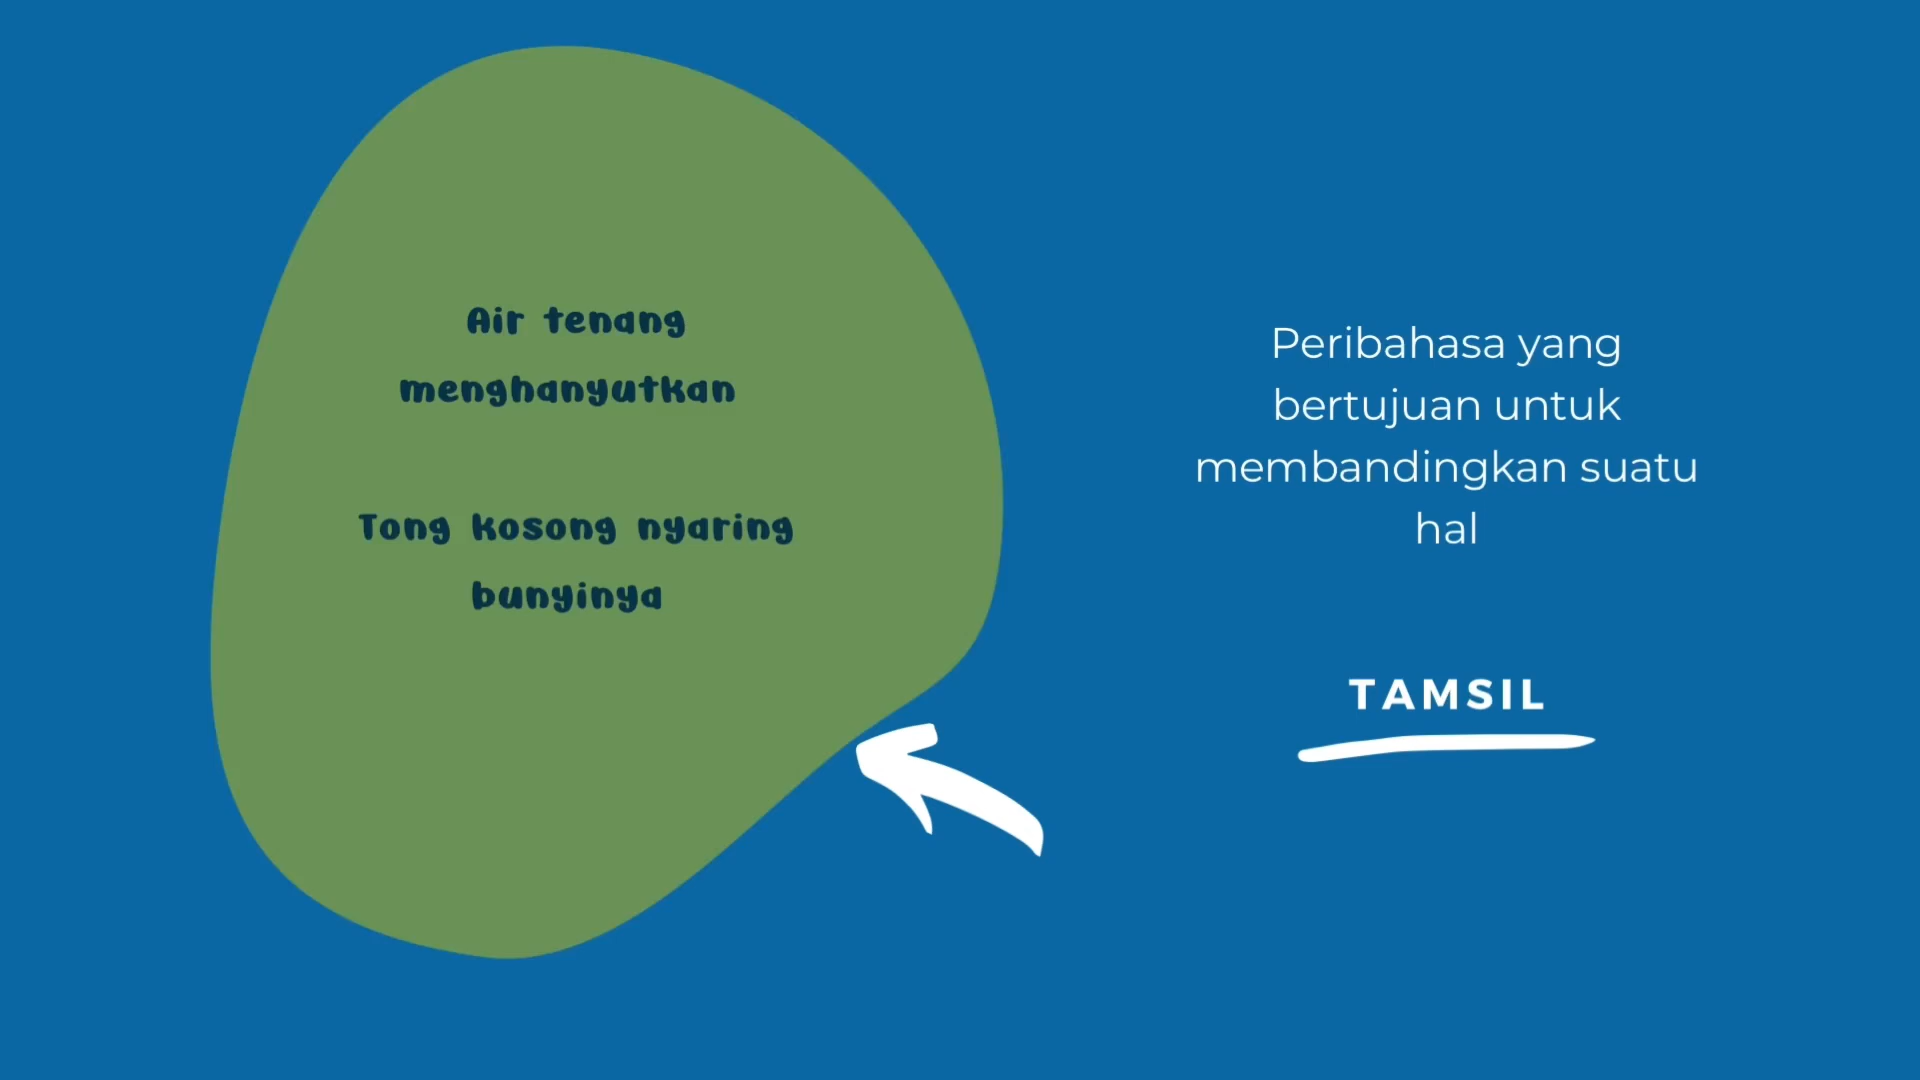 Air tenang
menghanyutkan
Tong kosong nyaring
bunyinya
Peribahasa yang
bertujuan untuk
membandingkan suatu
hal
TAMSIL